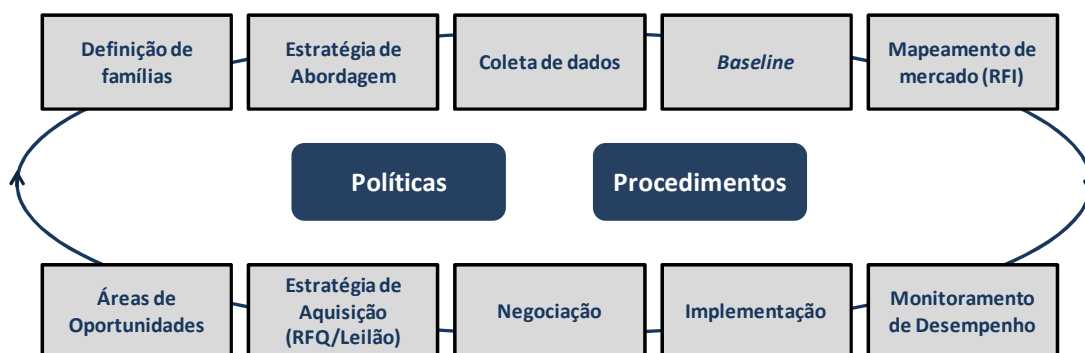 Definição de
famílias
Estratégia de
Abordagem
Coleta de dados
Baseline
Mapeamento de
mercado (RFI)
Políticas
Procedimentos
Áreas de
Oportunidades
Estratégia de
Aquisição
(RFQ/Leilão)
Negociação
Implementação
Monitoramento
de Desempenho